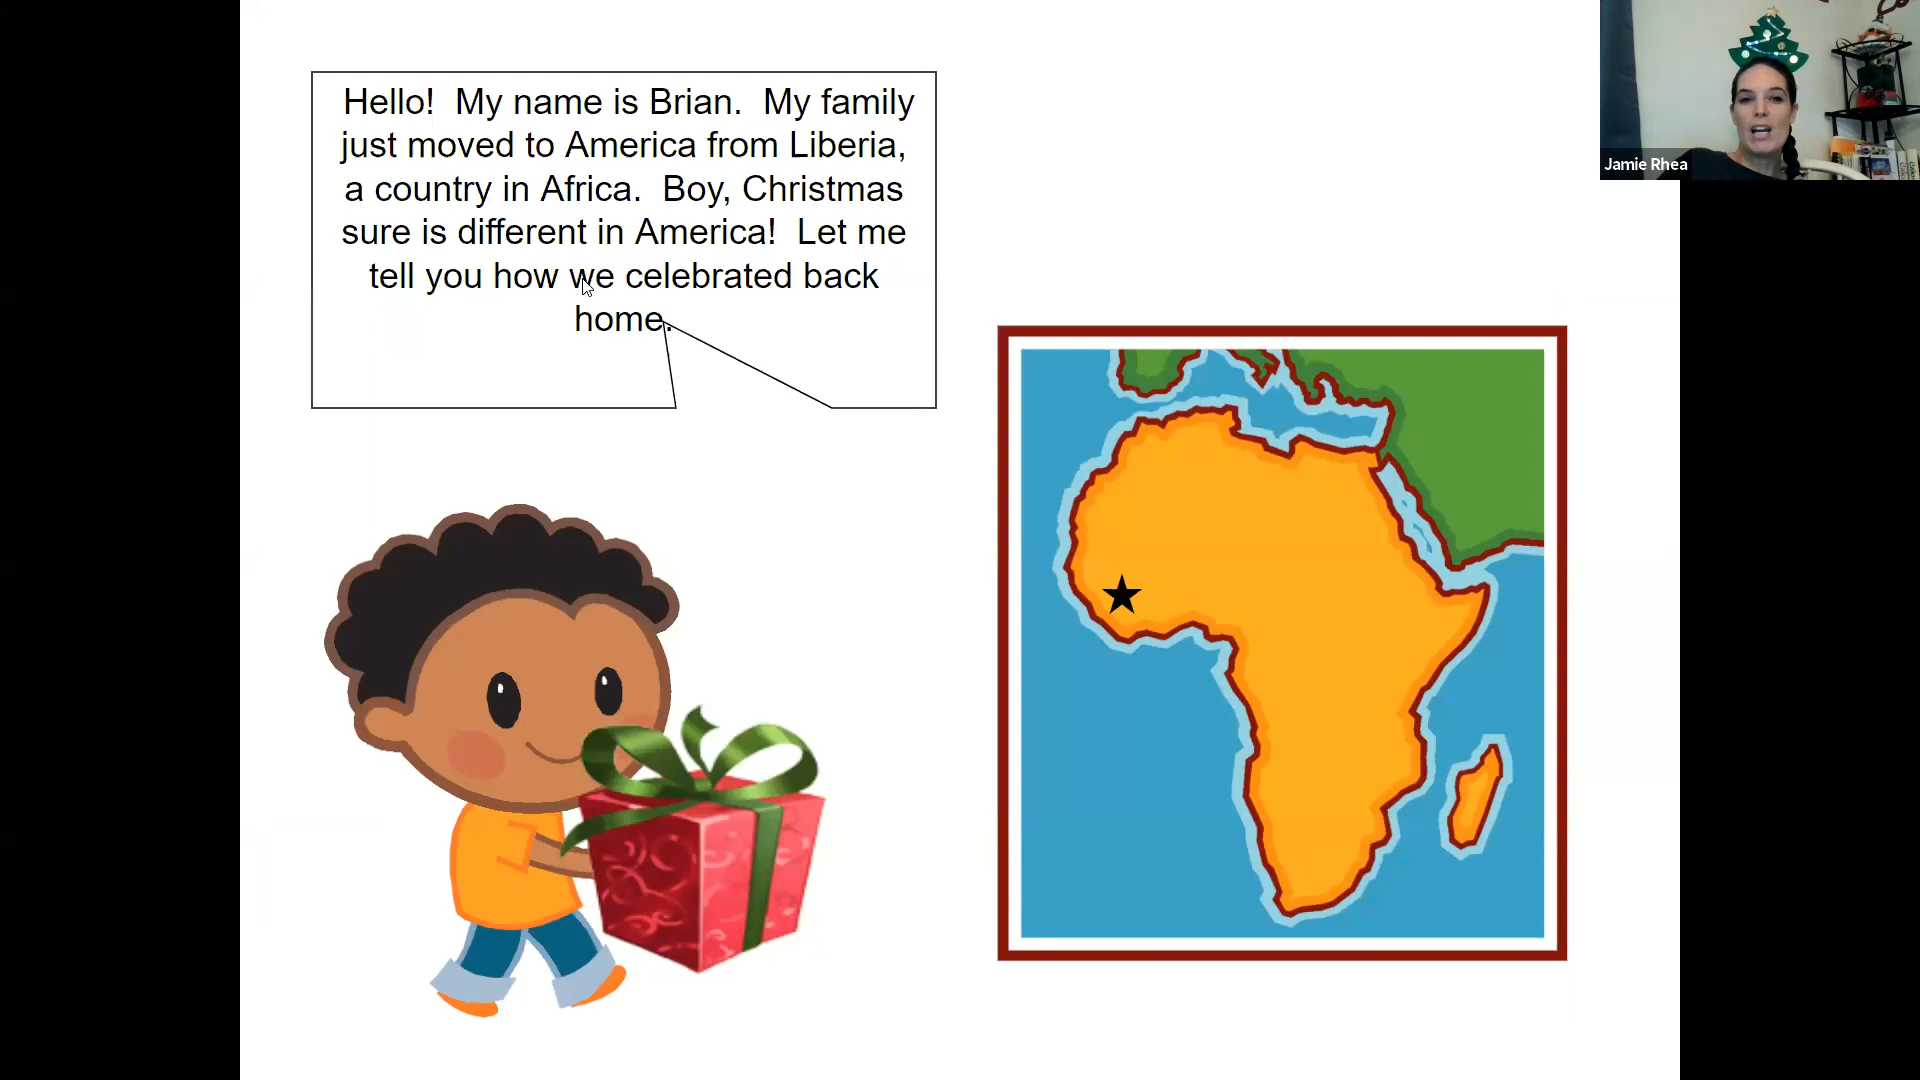 Hello!  My name is Brian.  My family
just moved to America from Liberia,
a country in Africa.  Boy, Christmas
sure is different in America!  Let me
tell you how we celebrated back
home.
Jamie Rhea